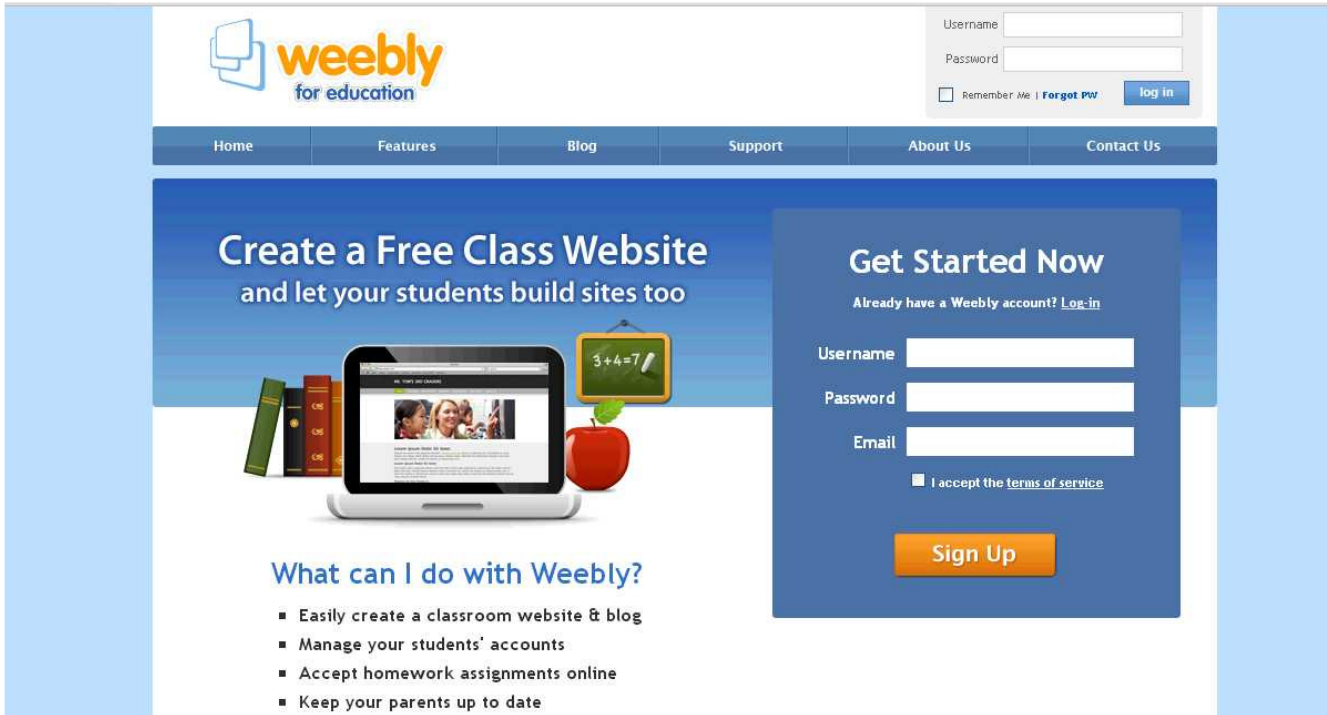 weebly
for education
Username
Password
Remember Me | Forgot PW
log in
Home
Features
Blog
Support
About Us
Contact Us
Create a Free Class Website
and let your students build sites too
3+4=7
Get Started Now
Already have a Weebly account? Log-in
Username
Password
Email
I accept the terms of service
Sign Up
What can I do with Weebly?
▪ Easily create a classroom website & blog
▪ Manage your students' accounts
▪ Accept homework assignments online
▪ Keep your parents up to date